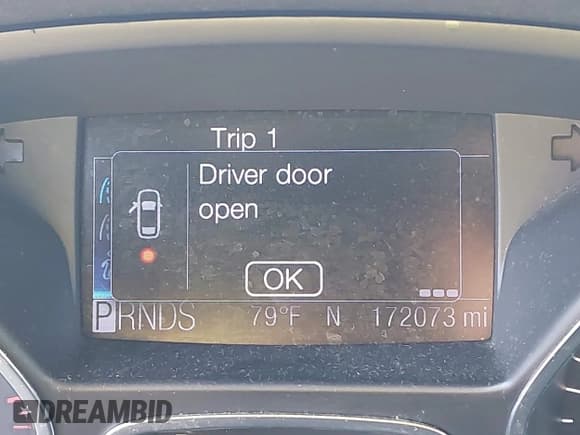 Trip 1
Driver door
open
OK
PRNDS 79°F N 172073 mi
DREAMBID